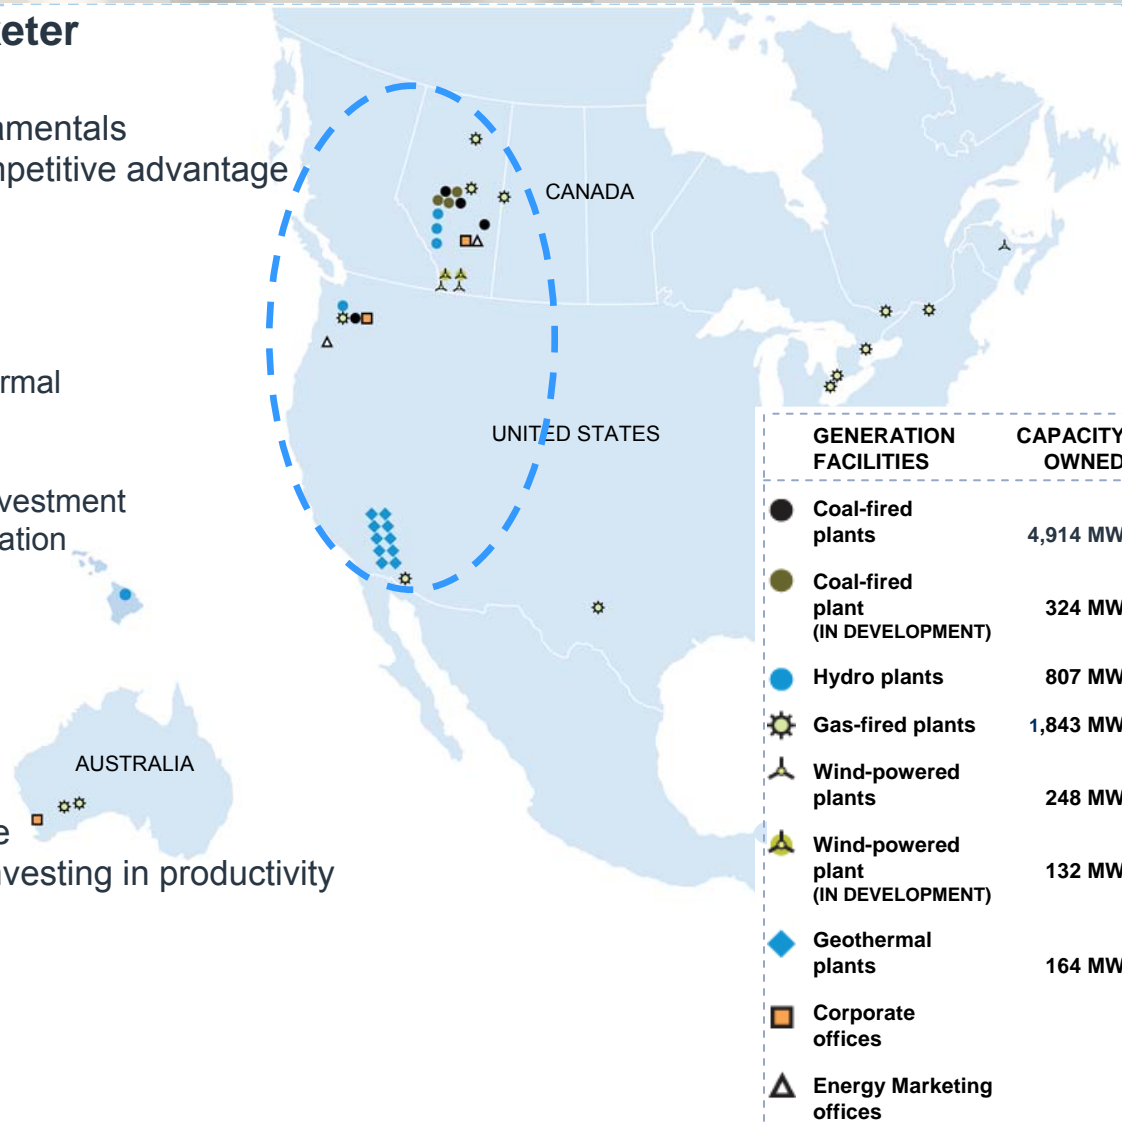 keter
amentals
mpetitive advantage
rmal
vestment
ation
e
nvesting in productivity
CANADA
UNITED STATES
AUSTRALIA
GENERATION CAPACITY
FACILITIES OWNED
Coal-fired
plants 4,914 MW
Coal-fired
plant 324 MW
(IN DEVELOPMENT)
Hydro plants 807 MW
Gas-fired plants 1,843 MW
Wind-powered
plants 248 MW
Wind-powered
plant 132 MW
(IN DEVELOPMENT)
Geothermal
plants 164 MW
Corporate
offices
Energy Marketing
offices